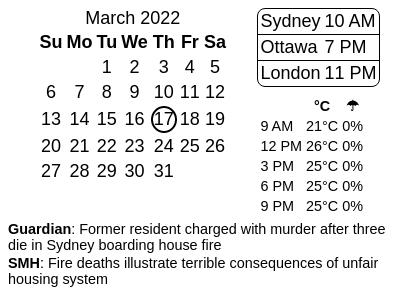 March 2022
Su Mo Tu We Th Fr Sa
1 2 3 4 5
6 7 8 9 10 11 12
13 14 15 16 17 18 19
20 21 22 23 24 25 26
27 28 29 30 31
Sydney 10 AM
Ottawa 7 PM
London 11 PM
°C ☂
9 AM 21°C 0%
12 PM 26°C 0%
3 PM 25°C 0%
6 PM 25°C 0%
9 PM 25°C 0%
Guardian: Former resident charged with murder after three
die in Sydney boarding house fire
SMH: Fire deaths illustrate terrible consequences of unfair
housing system